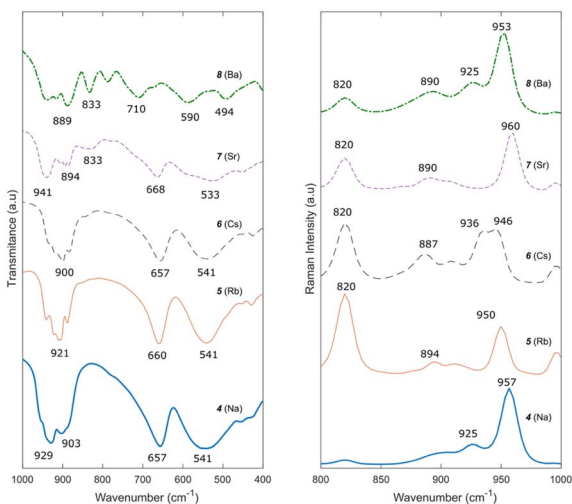 Transmitance (a.u)
8 (Ba)
889
833
710
590
494
7 (Sr)
941
894
833
668
533
6 (Cs)
900
657
541
5 (Rb)
921
660
541
4 (Na)
929
903
657
541
1000 900 800 700 600 500 400
Wavenumber (cm-1)
Raman Intensity (a.u)
953
925
890
820
8 (Ba)
960
820
890
7 (Sr)
820
887
936
946
6 (Cs)
820
894
950
5 (Rb)
957
925
4 (Na)
800 850 900 950 1000
Wavenumber (cm-1)